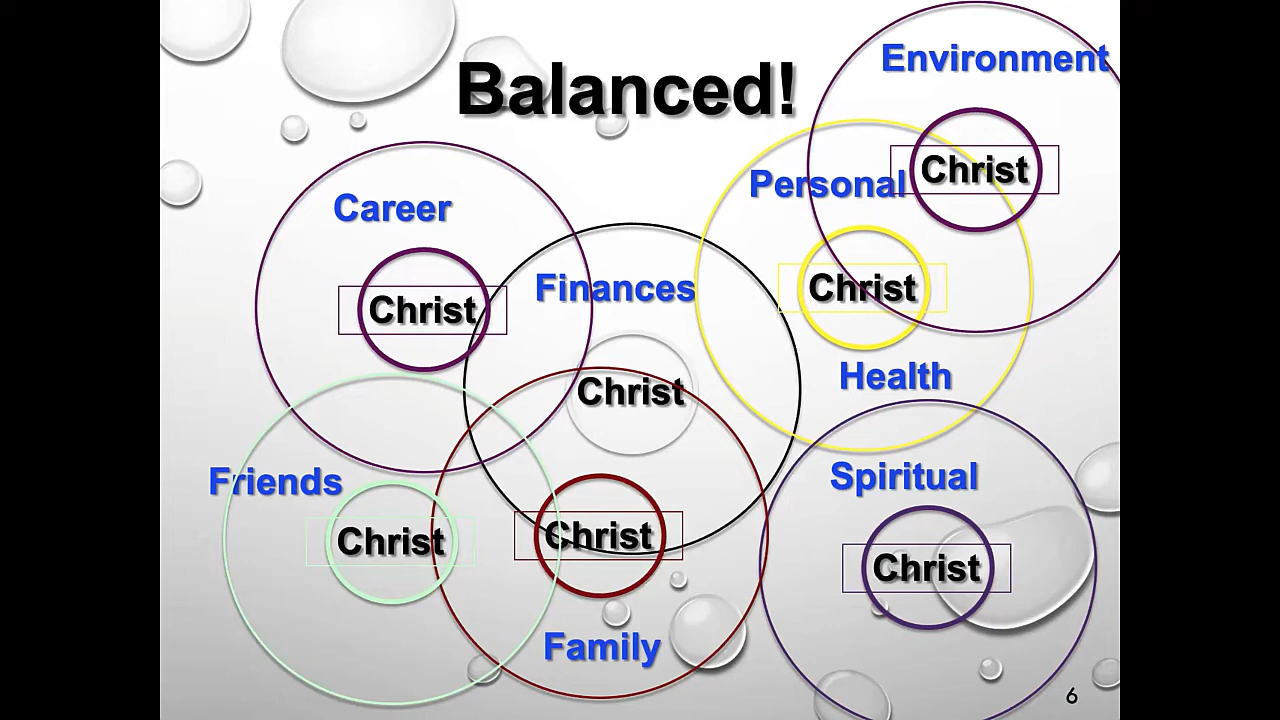 Balanced!
Environment
Christ
Personal
Christ
Health
Career
Christ
Finances
Christ
Friends
Christ
Christ
Family
Spiritual
Christ
6